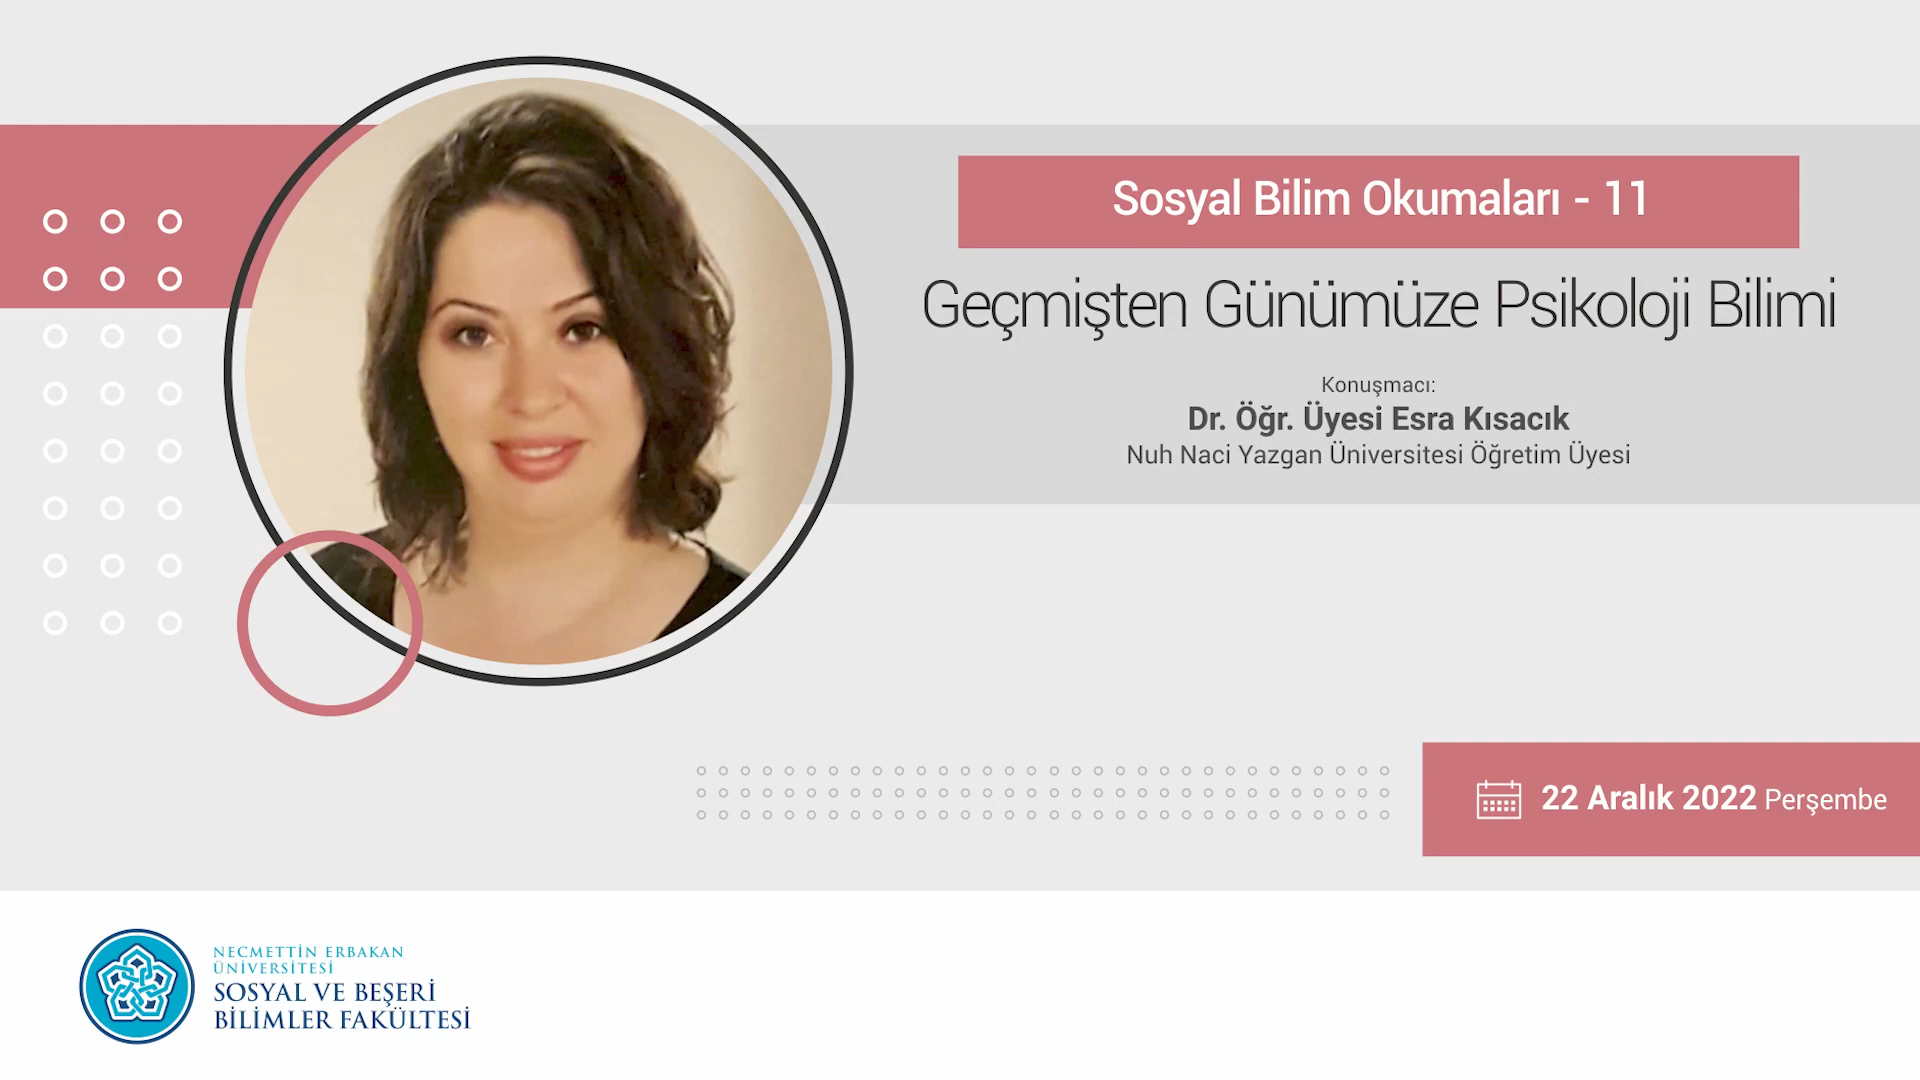 Sosyal Bilim Okumaları - 11
Geçmişten Günümüze Psikoloji Bilimi
Konuşmacı:
Dr. Öğr. Üyesi Esra Kısacık
Nuh Naci Yazgan Üniversitesi Öğretim Üyesi
22 Aralık 2022 Perşembe
NECMETTİN ERBAKAN
ÜNİVERSİTESİ
SOSYAL VE BEŞERİ
BİLİMLER FAKÜLTESİ